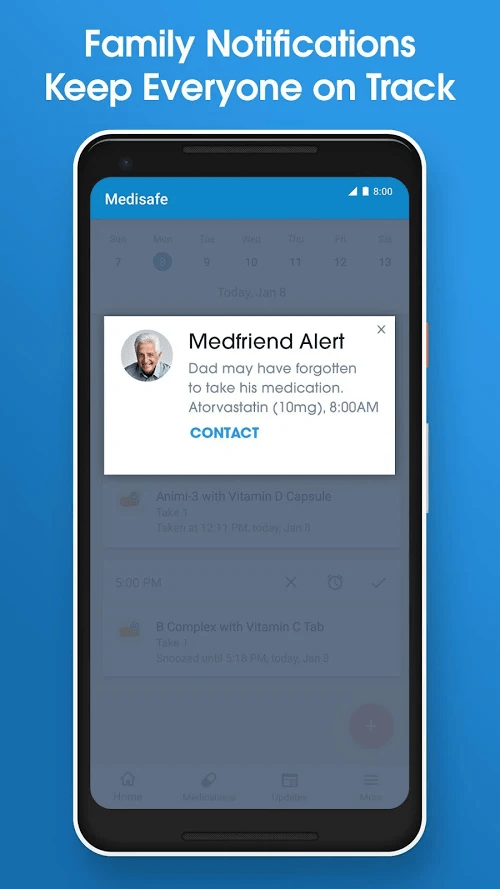 Family Notifications
Keep Everyone on Track
Medisafe
8:00
Sun Mon Tue Wed Thu Fri
7 8 9 10 11 12 13
Today, Jan 8
Medfriend Alert
Dad may have forgotten
to take his medication.
Atorvastatin (10mg), 8:00AM
CONTACT
Animi-3 with Vitamin D Capsule
Take 1
Taken at 12:11 PM, today, Jan 8
5:00 PM
B Complex with Vitamin C Tab
Take 1
Snoozed until 5:18 PM, today, Jan 8
Home Updates More